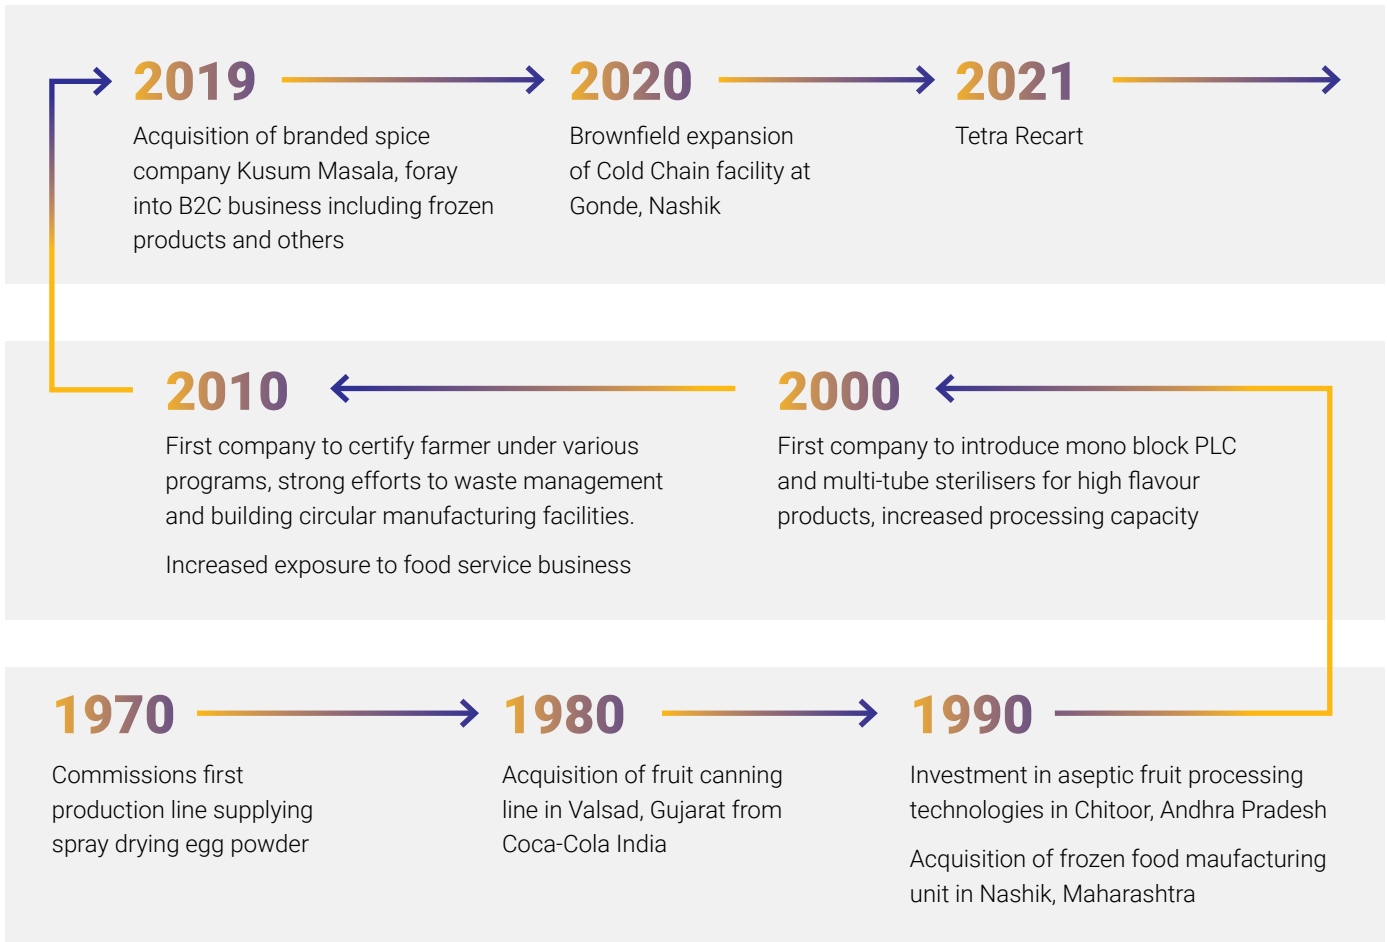 2019
Acquisition of branded spice
company Kusum Masala, foray
into B2C business including frozen
products and others
2020
Brownfield expansion
of Cold Chain facility at
Gonde, Nashik
2021
Tetra Recart
2010
First company to certify farmer under various
programs, strong efforts to waste management
and building circular manufacturing facilities.
Increased exposure to food service business
2000
First company to introduce mono block PLC
and multi-tube sterilisers for high flavour
products, increased processing capacity
1970
Commissions first
production line supplying
spray drying egg powder
1980
Acquisition of fruit canning
line in Valsad, Gujarat from
Coca-Cola India
1990
Investment in aseptic fruit processing
technologies in Chitoor, Andhra Pradesh
Acquisition of frozen food maufacturing
unit in Nashik, Maharashtra